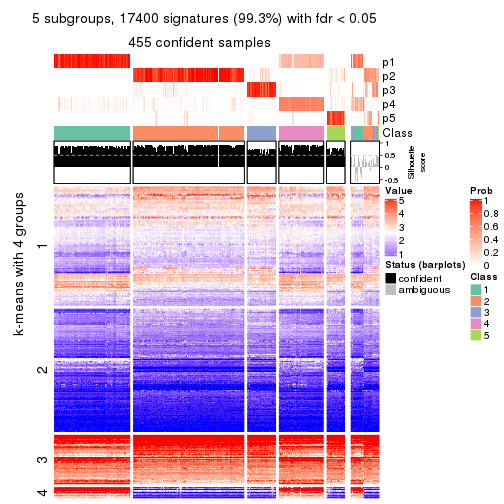 5 subgroups, 17400 signatures (99.3%) with fdr < 0.05
455 confident samples
p1
p2
p3
p4
p5
Class
1
0.5
0
-0.5
Silhouette
score
k-means with 4 groups
1
2
3
4
Value
5
4
3
2
1
Status (barplots)
confident
ambiguous
Prob
1
0.8
0.6
0.4
0.2
0
Class
1
2
3
4
5